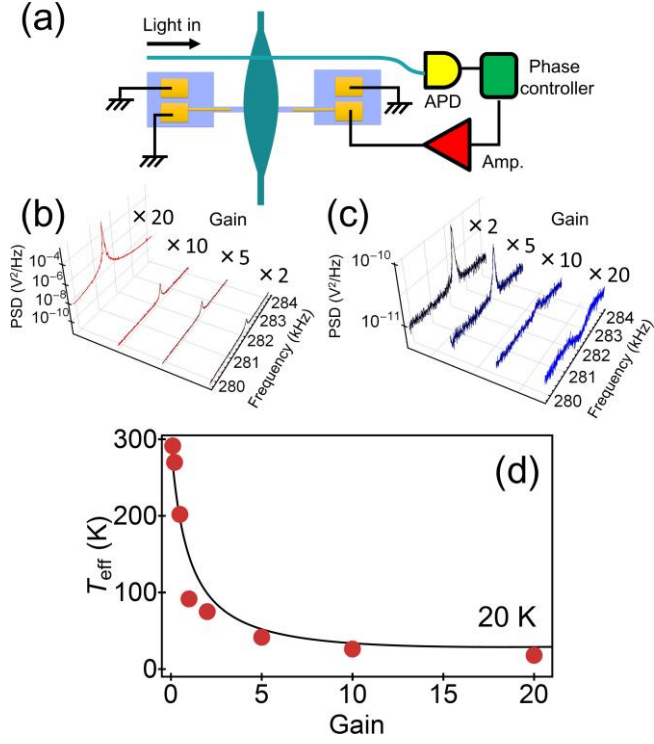 (a)
Light in
APD
Phase
controller
Amp.
(b)
Gain
× 20
× 10
× 5
× 2
PSD (V²/Hz)
10⁻⁴
10⁻⁶
10⁻⁸
10⁻¹⁰
284
283
282
281
280
Frequency (kHz)
(c)
Gain
× 2
× 5
× 10
× 20
PSD (V²/Hz)
10⁻¹⁰
10⁻¹¹
284
283
282
281
280
Frequency (kHz)
(d)
T_eff (K)
300
200
100
0
20 K
0
5
10
15
20
Gain